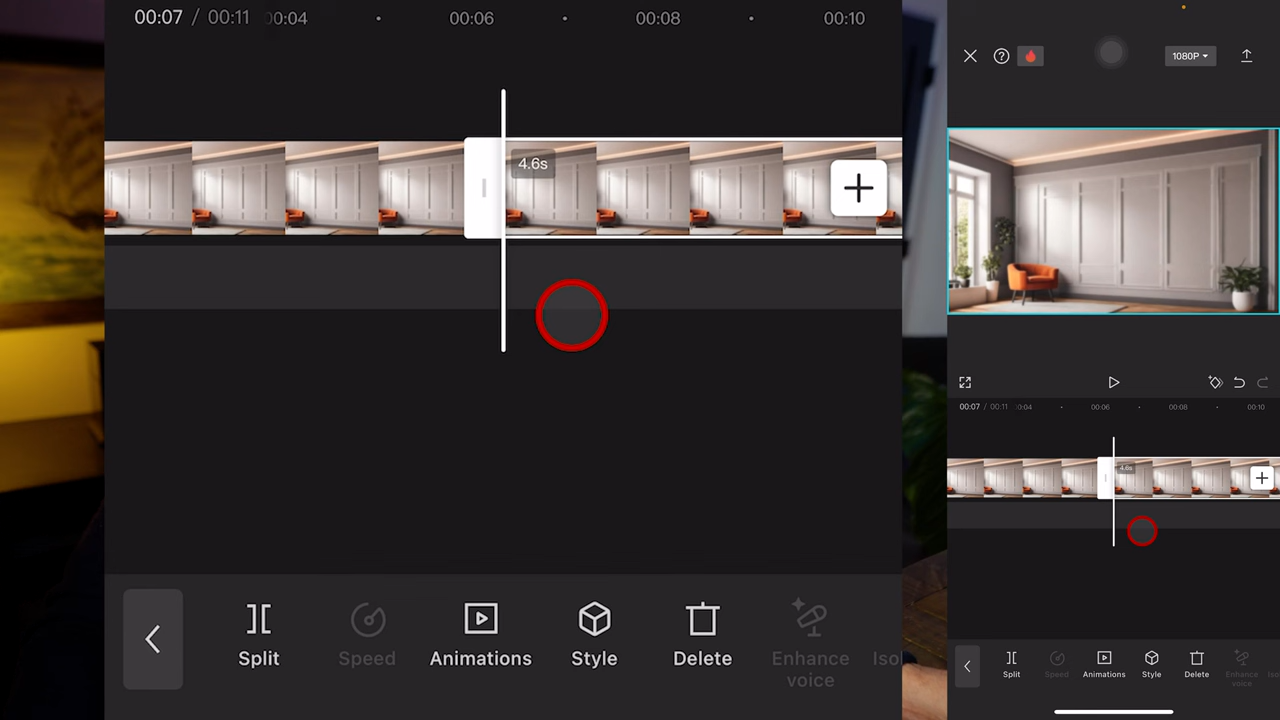 00:07 / 00:11 00:04 00:06 00:08 00:10
4.6s
Split
Speed
Animations
Style
Delete
Enhance
voice
Iso
1080P
00:07 / 00:11 :04 00:06 00:08 00:10
4.6s
Split
Speed
Animations
Style
Delete
Enhance
voice
Iso